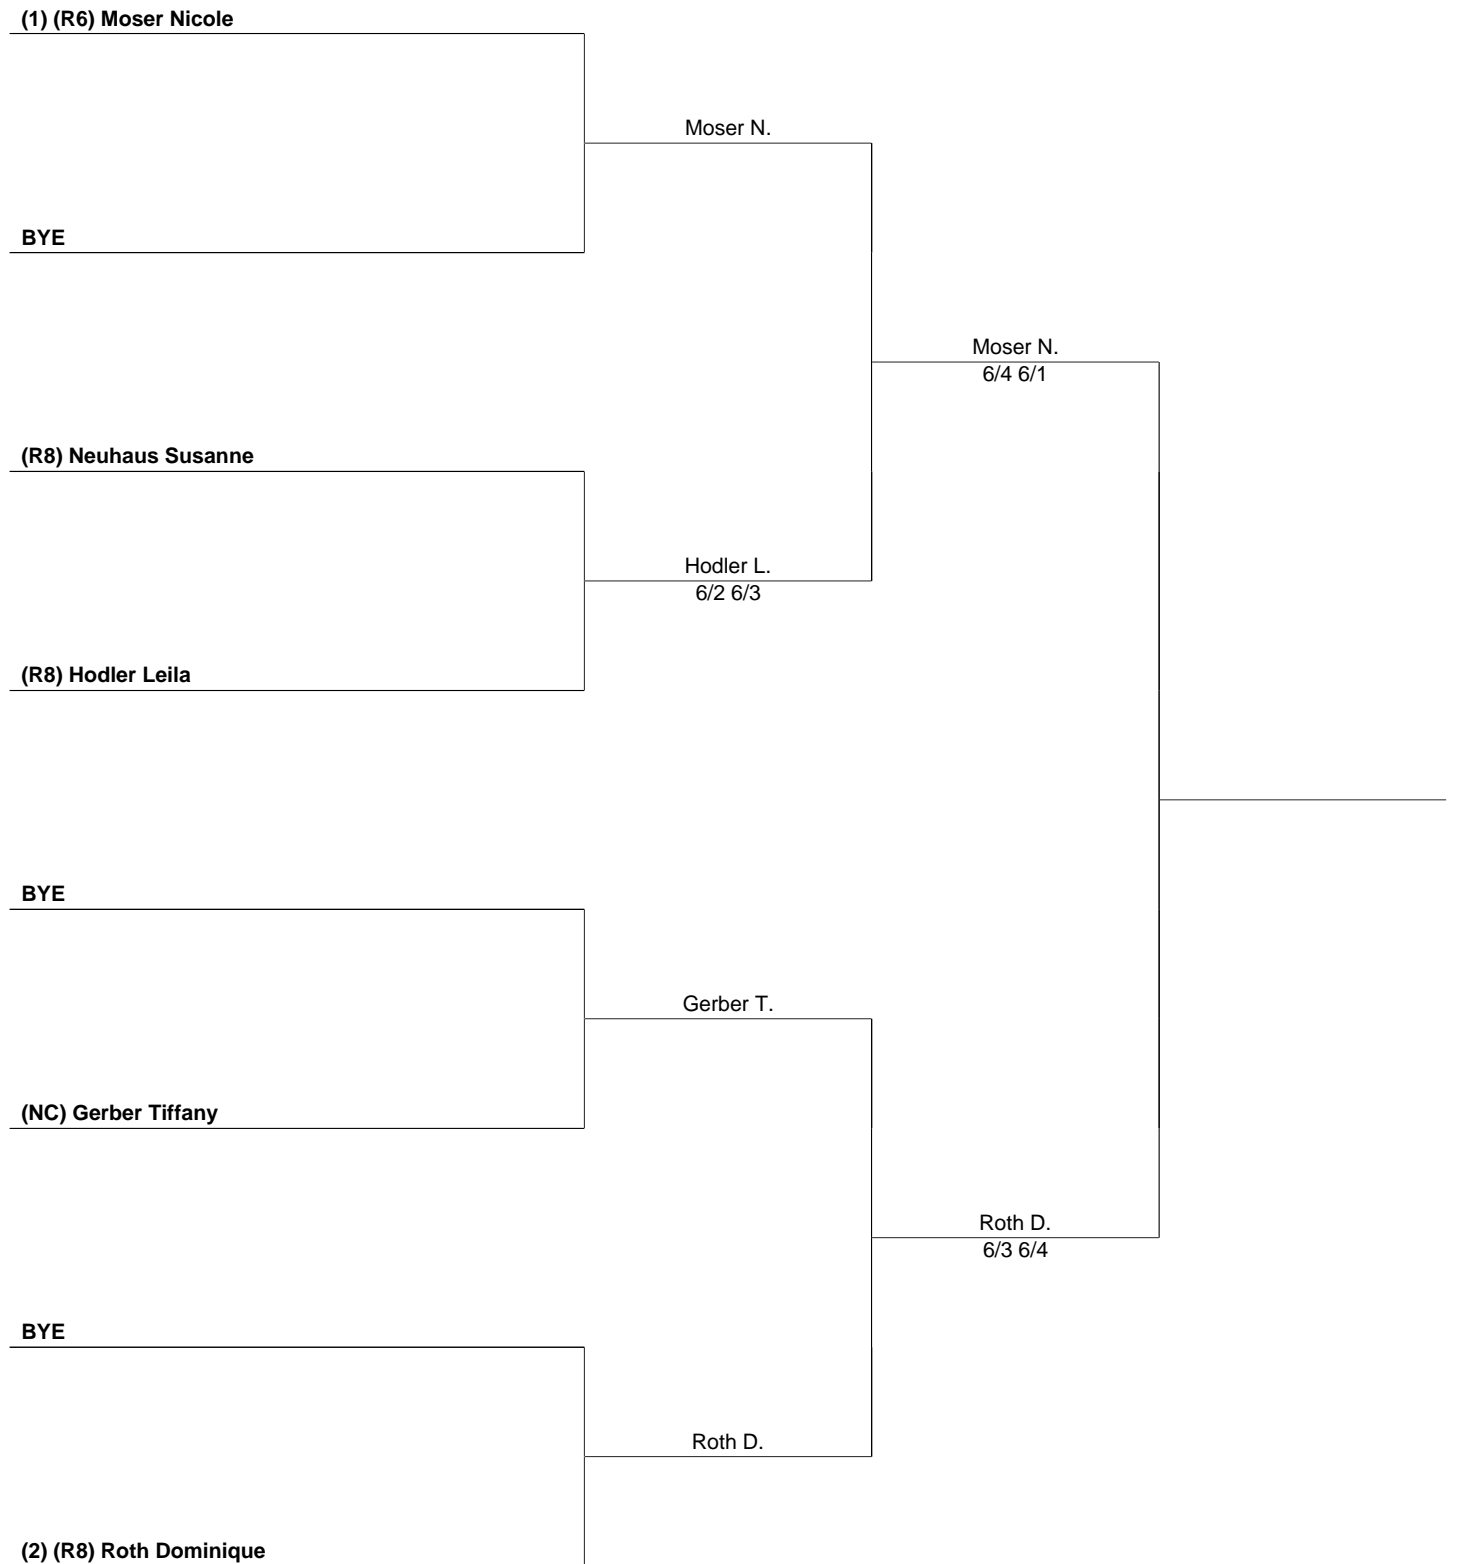 (1) (R6) Moser Nicole
Moser N.
BYE
Moser N.
6/4 6/1
(R8) Neuhaus Susanne
Hodler L.
6/2 6/3
(R8) Hodler Leila
BYE
Gerber T.
(NC) Gerber Tiffany
Roth D.
6/3 6/4
BYE
Roth D.
(2) (R8) Roth Dominique